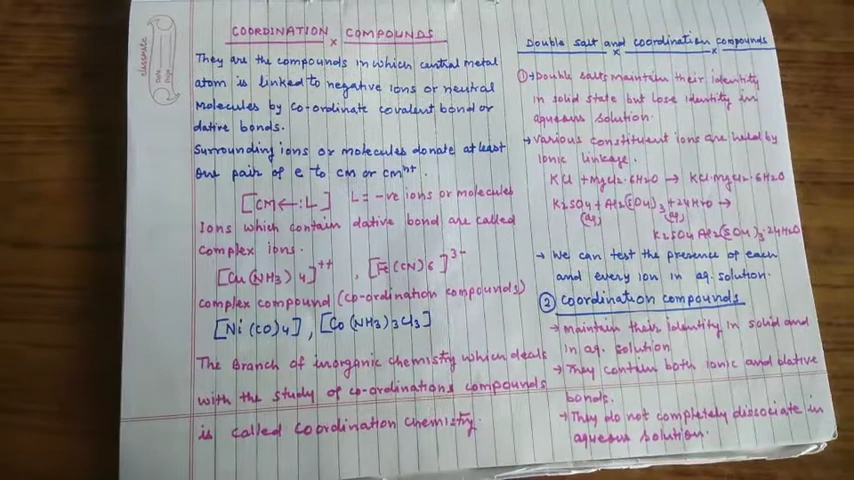 classmate
Date
Page
COORDINATION x COMPOUNDS
They are the compounds in which central metal
atom is linked to negative ions or neutral
Molecules by co-ordinate covalent bond or
dative bonds.
Surrounding ions or molecules donate at least
one pair of e to CM or CMⁿ⁺.
[CM←:L] L = -ve ions or molecules
Ions which contain dative bond are called
Complex ions.
[Cu(NH3)4]⁺⁺, [Fe(CN)6]³⁻
complex compound (co-ordination compounds)
[Ni(CO)4], [Co(NH3)3Cl3]
The Branch of inorganic chemistry which deals
with the study of co-ordinations compounds
is called Coordination Chemistry.
Double salt and coordination compounds
① → Double salts maintain their identity
in solid state but lose identity in
aqueous solution.
→ Various constituent ions are held by
ionic linkage.
KCl + MgCl2·6H2O → KCl·MgCl2·6H2O
K2SO4 + Al2(SO4)3 + 24H2O →
(aq) (aq)
K2SO4 Al2(SO4)3·24H2O
→ We can test the presence of each
and every ion in aq. solution.
② Coordination compounds
→ maintain their identity in solid and
in aq. solution
→ They contain both ionic and dative
bonds.
→ They do not completely dissociate in
aqueous solution.